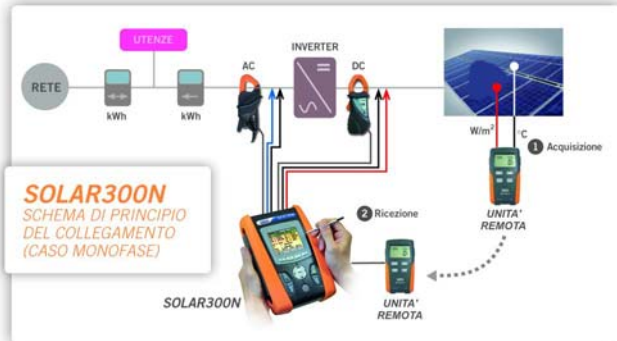 UTENZE
INVERTER
AC
DC
RETE
kWh
kWh
W/m²
°C
1 Acquisizione
UNITA'
REMOTA
SOLAR300N
SCHEMA DI PRINCIPIO
DEL COLLEGAMENTO
(CASO MONOFASE)
2 Ricezione
SOLAR300N
UNITA'
REMOTA